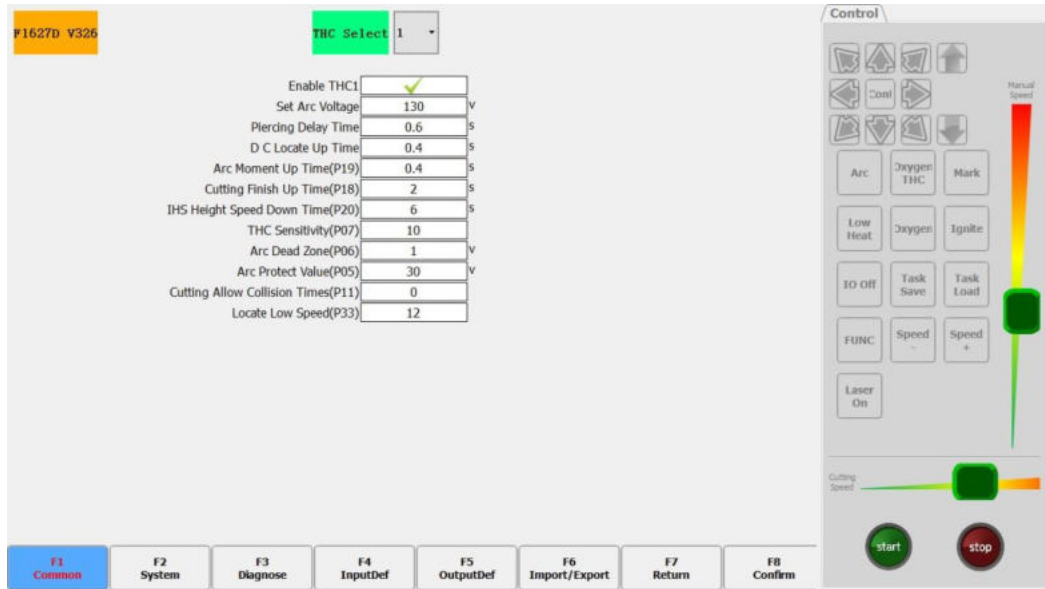 F1627D V326
THC Select 1
Enable THC1
Set Arc Voltage 130 V
Piercing Delay Time 0.6 S
D C Locate Up Time 0.4 S
Arc Moment Up Time(P19) 0.4 S
Cutting Finish Up Time(P18) 2 S
IHS Height Speed Down Time(P20) 6 S
THC Sensitivity(P07) 10
Arc Dead Zone(P06) 1 V
Arc Protect Value(P05) 30 V
Cutting Allow Collision Times(P11) 0
Locate Low Speed(P33) 12
F1
Common
F2
System
F3
Diagnose
F4
InputDef
F5
OutputDef
F6
Import/Export
F7
Return
F8
Confirm
Control
Conl
Manual
Speed
Arc
Oxygen
THC
Mark
Low
Heat
Oxygen
Ignite
IO Off
Task
Save
Task
Load
FUNC
Speed
-
Speed
+
Laser
On
Cutting
Speed
start
stop